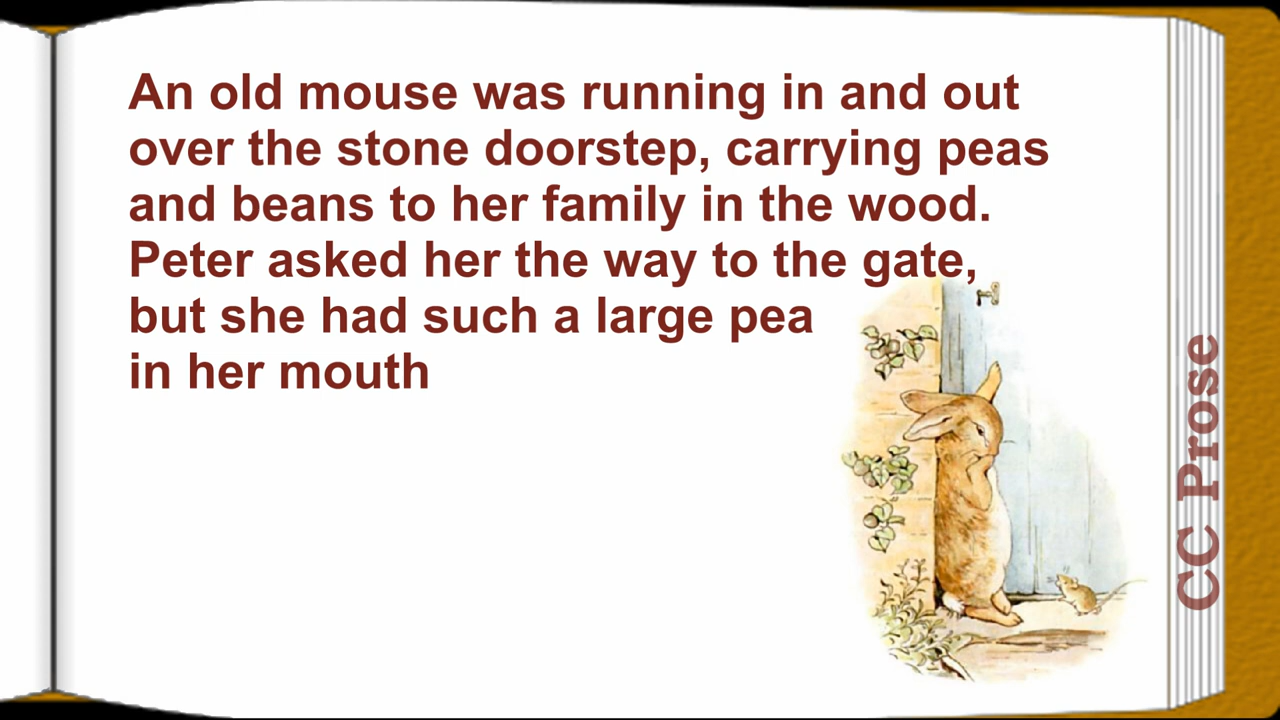 An old mouse was running in and out
over the stone doorstep, carrying peas
and beans to her family in the wood.
Peter asked her the way to the gate,
but she had such a large pea
in her mouth
CC Prose